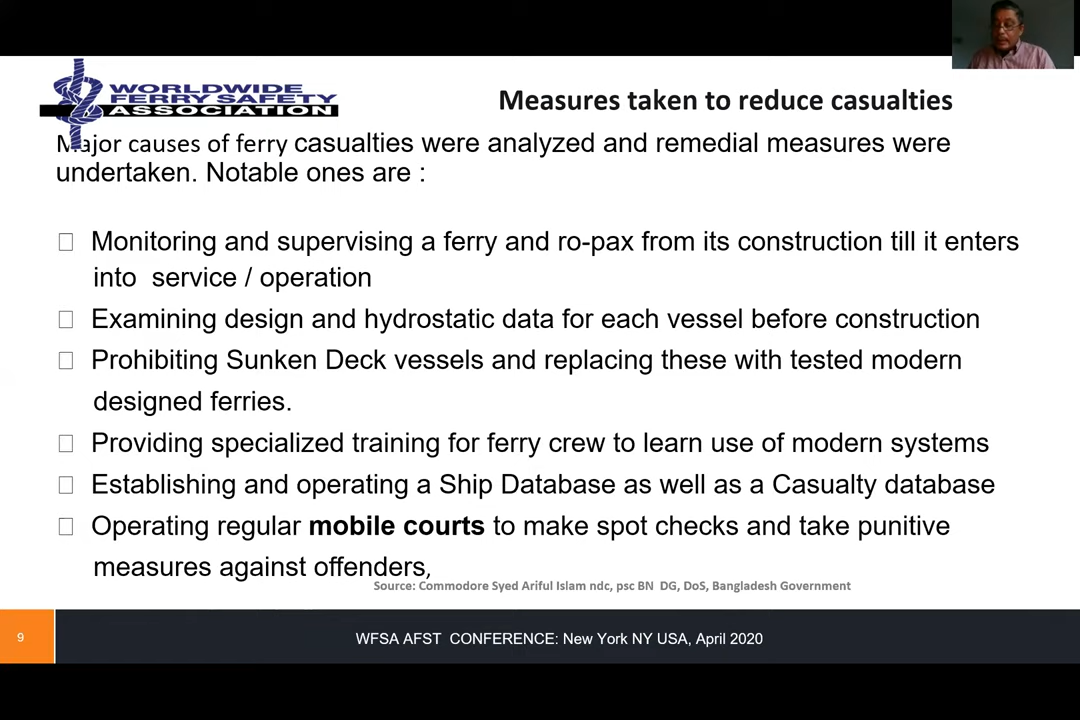 WORLDWIDE
FERRY SAFETY
ASSOCIATION
Measures taken to reduce casualties
Major causes of ferry casualties were analyzed and remedial measures were
undertaken. Notable ones are :
Monitoring and supervising a ferry and ro-pax from its construction till it enters
into service / operation
Examining design and hydrostatic data for each vessel before construction
Prohibiting Sunken Deck vessels and replacing these with tested modern
designed ferries.
Providing specialized training for ferry crew to learn use of modern systems
Establishing and operating a Ship Database as well as a Casualty database
Operating regular mobile courts to make spot checks and take punitive
measures against offenders,
Source: Commodore Syed Ariful Islam ndc, psc BN DG, DoS, Bangladesh Government
9
WFSA AFST CONFERENCE: New York NY USA, April 2020